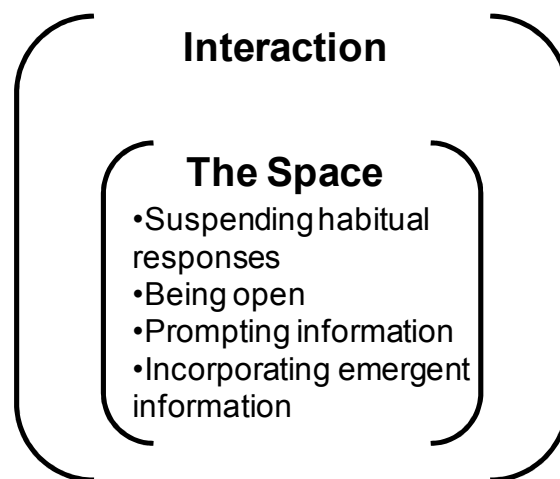 Interaction
The Space
•Suspending habitual
responses
•Being open
•Prompting information
•Incorporating emergent
information